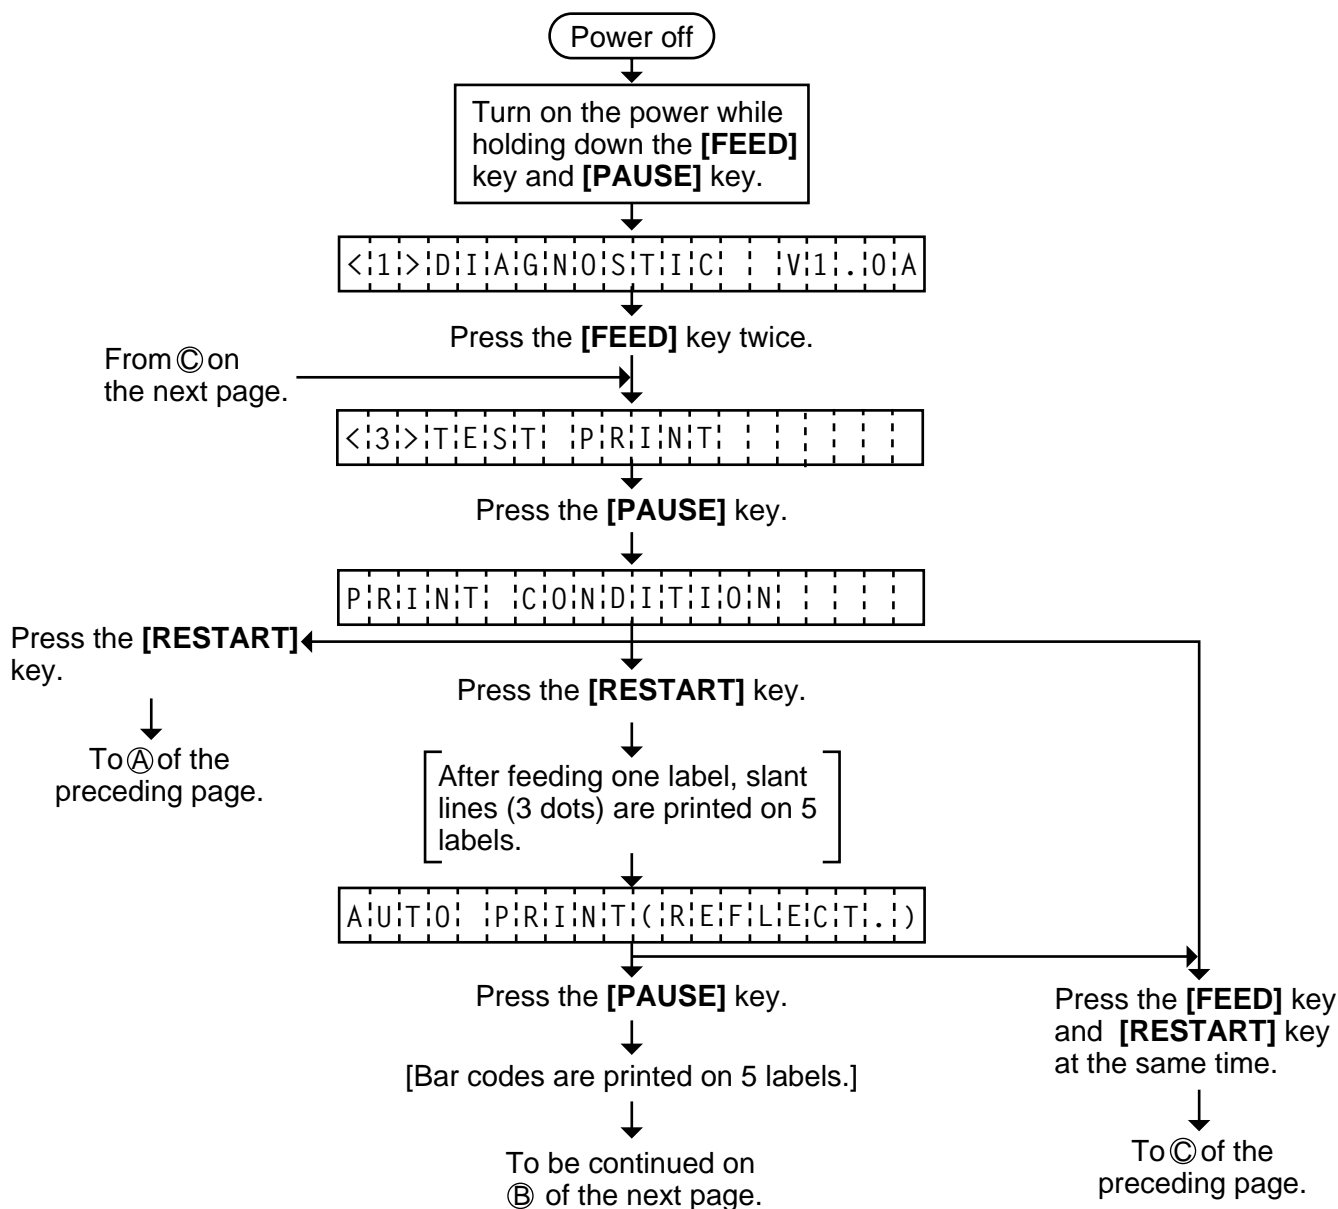 Power off
Turn on the power while
holding down the [FEED]
key and [PAUSE] key.
<1>DIAGNOSTIC  V1.0A
Press the [FEED] key twice.
From Ⓒ on
the next page.
<3>TEST PRINT
Press the [PAUSE] key.
PRINT CONDITION
Press the [RESTART]
key.
To Ⓐ of the
preceding page.
Press the [RESTART] key.
After feeding one label, slant
lines (3 dots) are printed on 5
labels.
AUTO PRINT(REFLECT.)
Press the [PAUSE] key.
[Bar codes are printed on 5 labels.]
To be continued on
Ⓑ of the next page.
Press the [FEED] key
and [RESTART] key
at the same time.
To Ⓒ of the
preceding page.